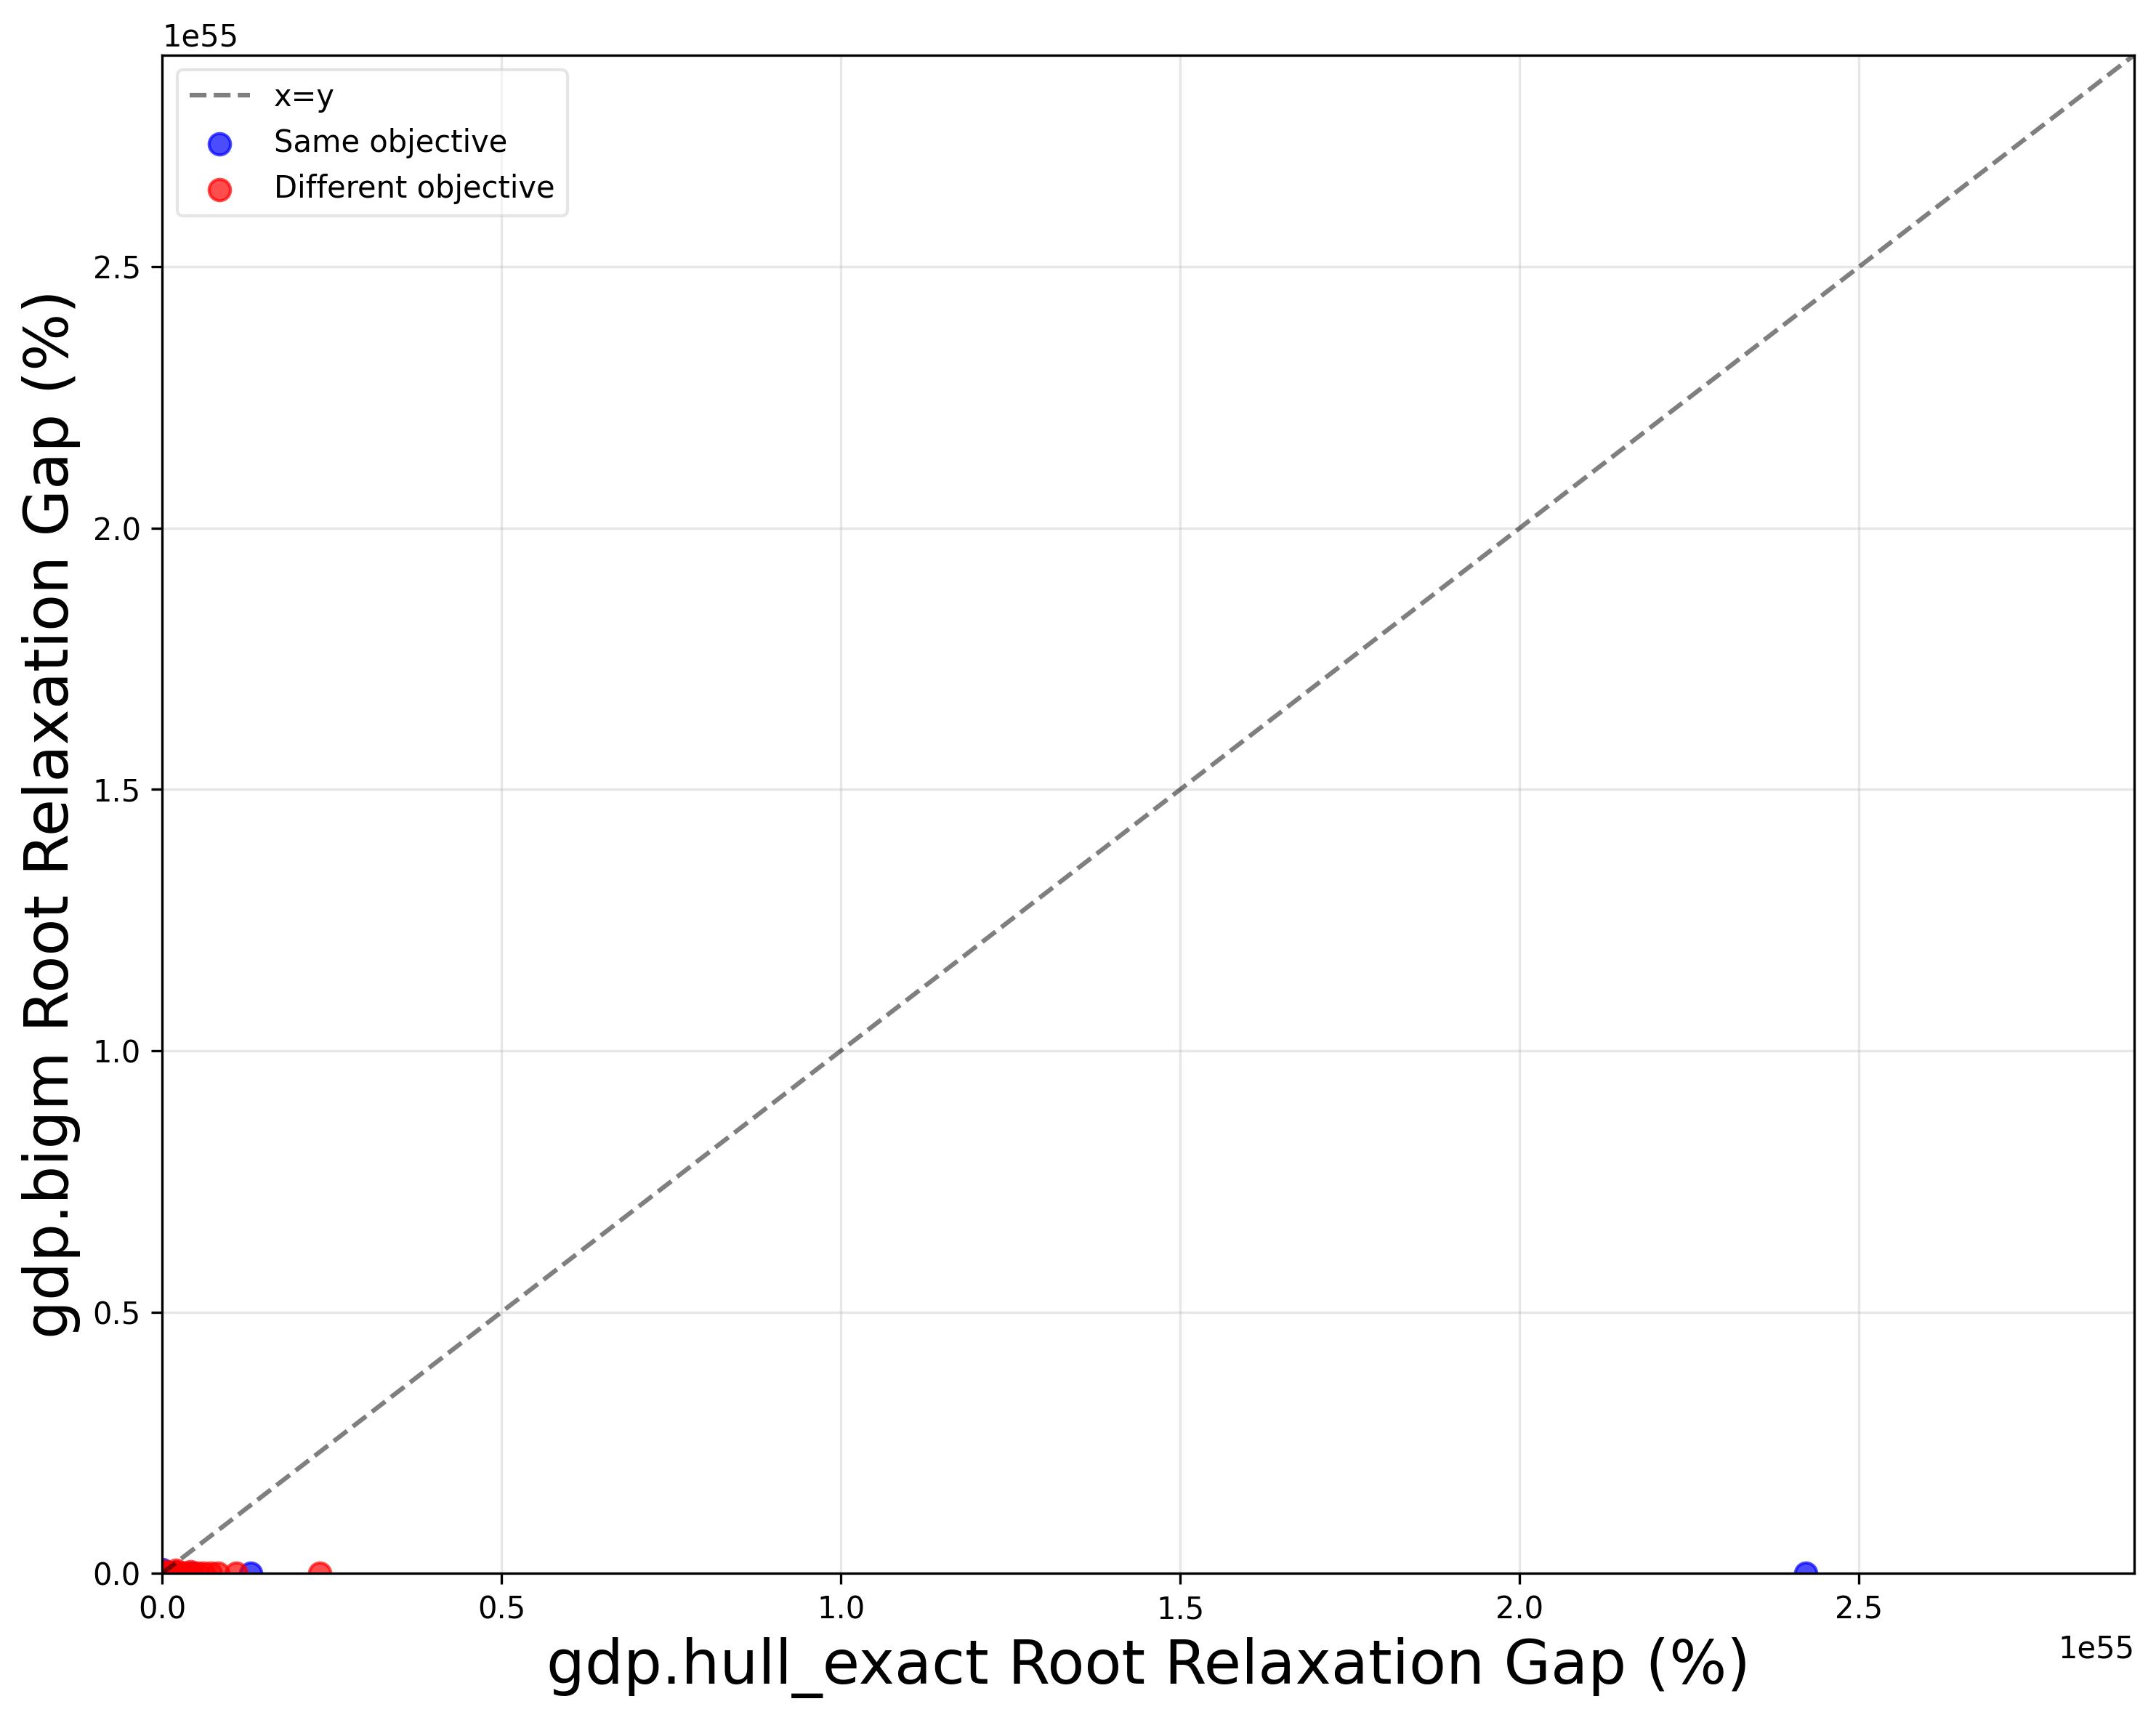 1e55
x=y
Same objective
Different objective
gdp.bigm Root Relaxation Gap (%)
2.5
2.0
1.5
1.0
0.5
0.0
0.0 0.5 1.0 1.5 2.0 2.5
1e55
gdp.hull_exact Root Relaxation Gap (%)